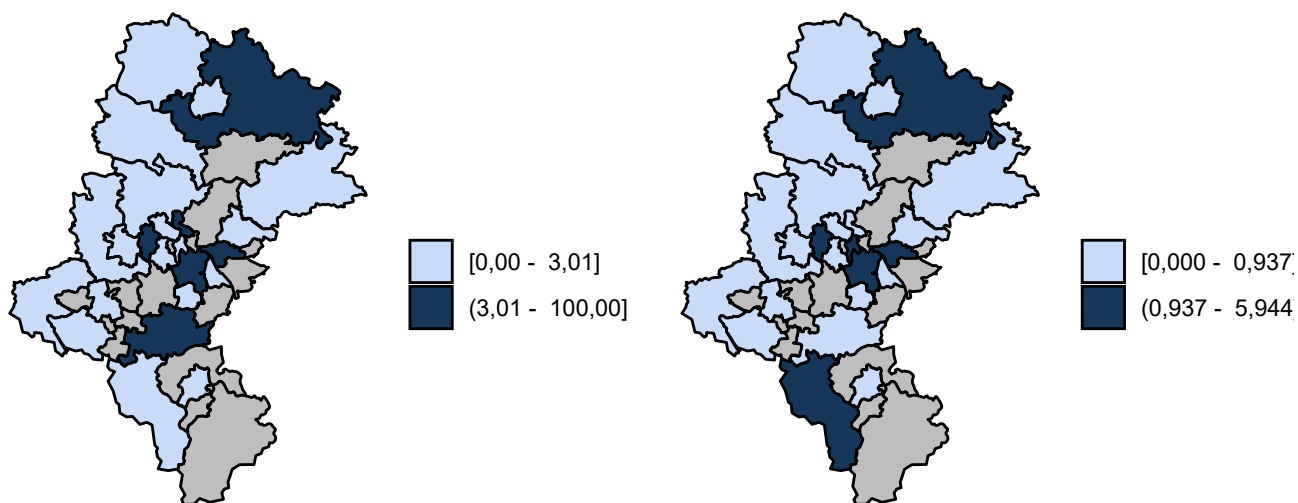 [0,00 - 3,01]
(3,01 - 100,00]
[0,000 - 0,937]
(0,937 - 5,944]